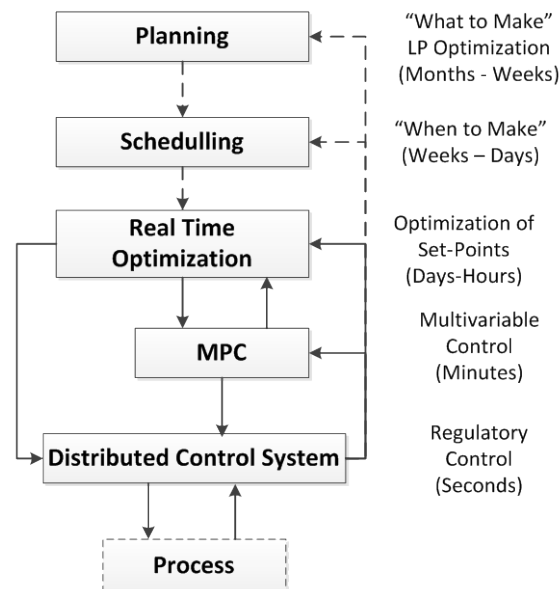 Planning
“What to Make”
LP Optimization
(Months - Weeks)
Schedulling
“When to Make”
(Weeks – Days)
Real Time
Optimization
Optimization of
Set-Points
(Days-Hours)
MPC
Multivariable
Control
(Minutes)
Distributed Control System
Regulatory
Control
(Seconds)
Process